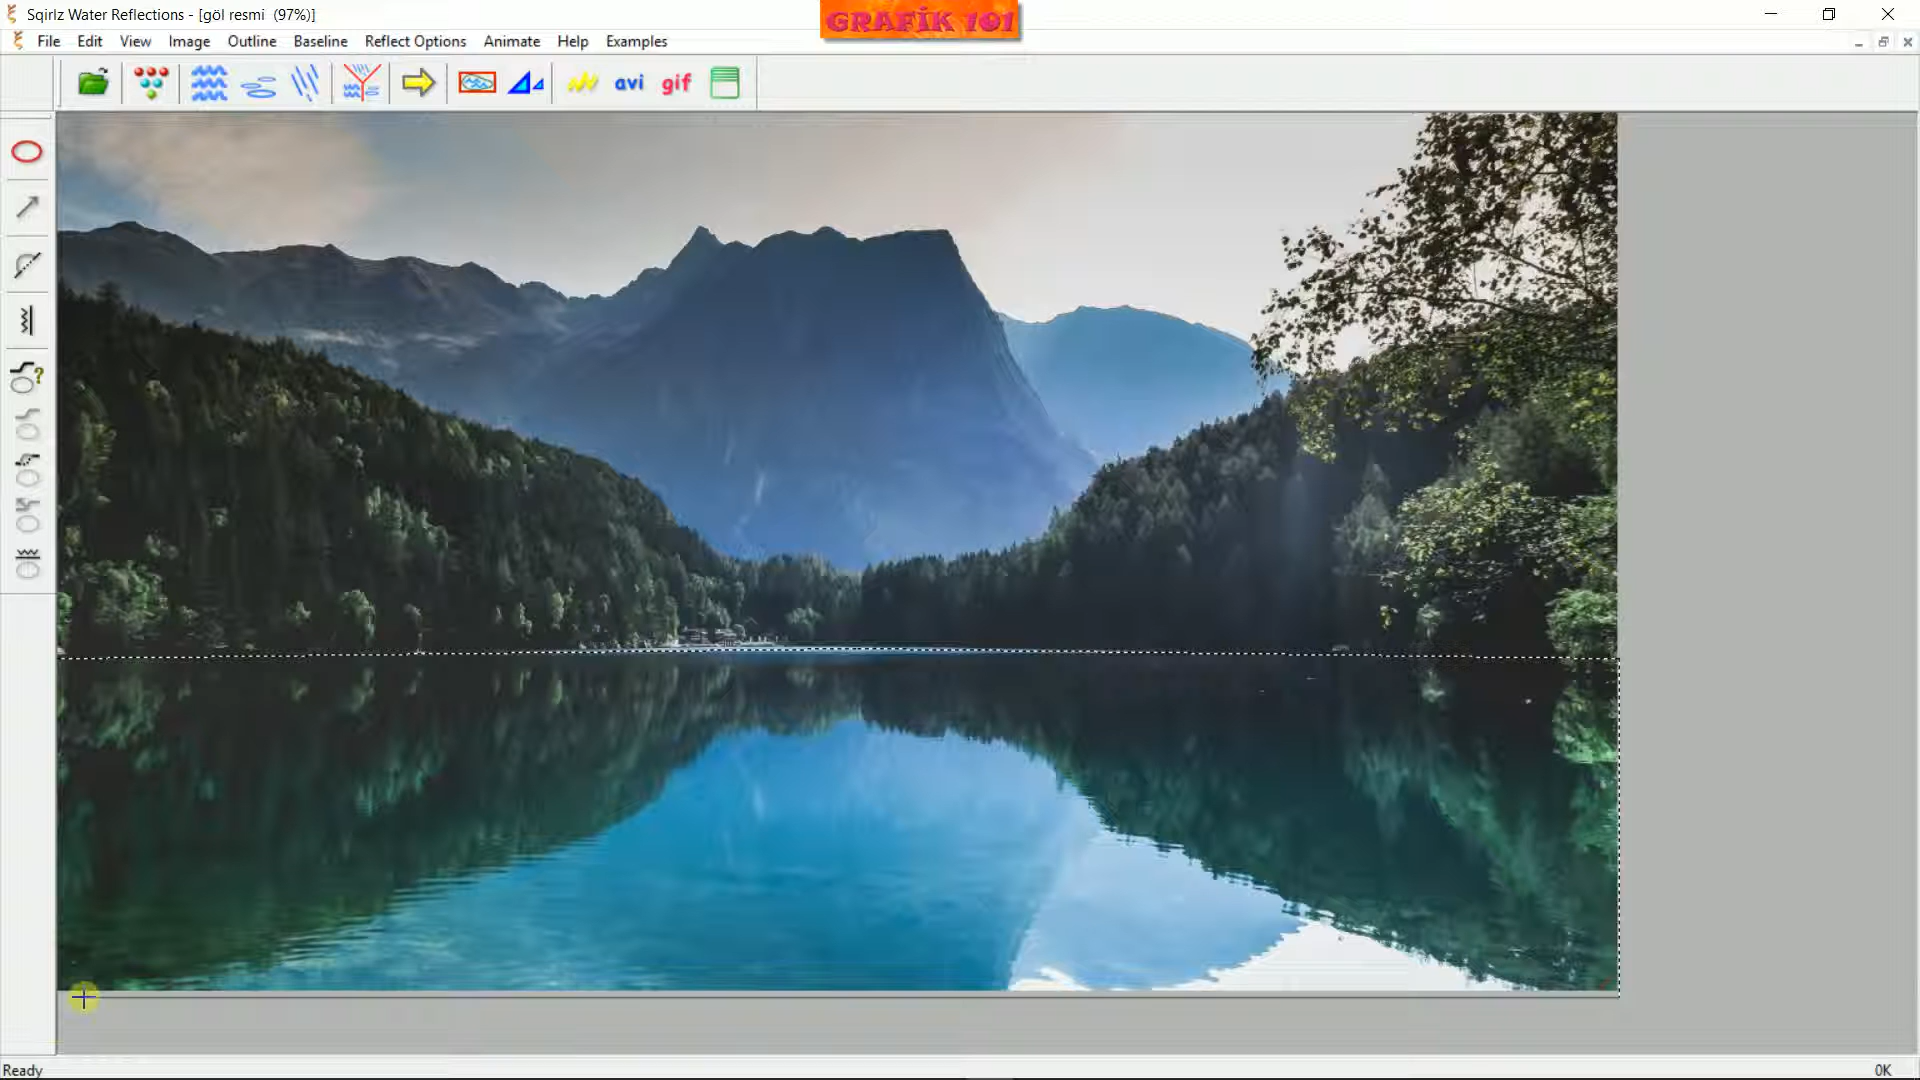 Sqirlz Water Reflections - [göl resmi  (97%)]
GRAFİK 101
File Edit View Image Outline Baseline Reflect Options Animate Help Examples
avi gif
?
Ready
0K